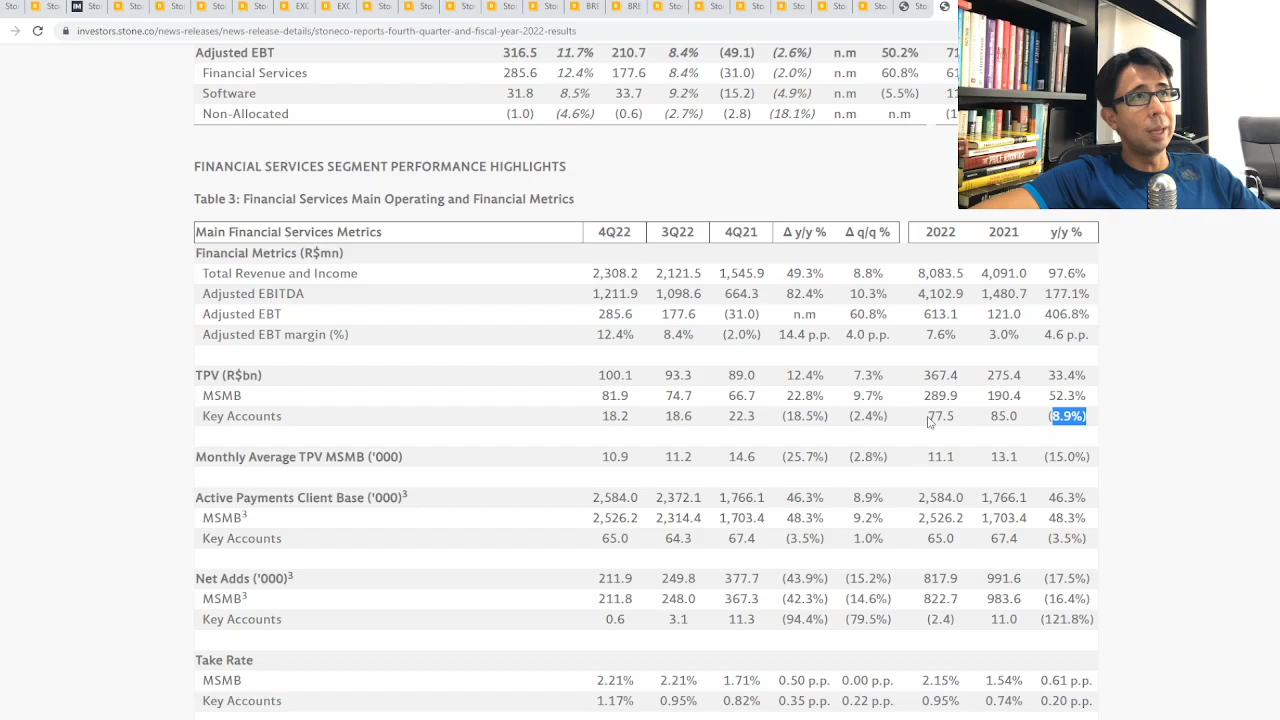 Sto Sto Sto Sto Sto Sto EXC EXC Sto Sto Sto BRE BRE Sto Sto Sto Sto Sto Sto
investors.stone.co/news-releases/news-release-details/stoneco-reports-fourth-quarter-and-fiscal-year-2022-results
Adjusted EBT 316.5 11.7% 210.7 8.4% (49.1) (2.6%) n.m 50.2%
Financial Services 285.6 12.4% 177.6 8.4% (31.0) (2.0%) n.m 60.8%
Software 31.8 8.5% 33.7 9.2% (15.2) (4.9%) n.m (5.5%)
Non-Allocated (1.0) (4.6%) (0.6) (2.7%) (2.8) (18.1%) n.m n.m
FINANCIAL SERVICES SEGMENT PERFORMANCE HIGHLIGHTS
Table 3: Financial Services Main Operating and Financial Metrics
Main Financial Services Metrics 4Q22 3Q22 4Q21 Δ y/y % Δ q/q % 2022 2021 y/y %
Financial Metrics (R$mn)
Total Revenue and Income 2,308.2 2,121.5 1,545.9 49.3% 8.8% 8,083.5 4,091.0 97.6%
Adjusted EBITDA 1,211.9 1,098.6 664.3 82.4% 10.3% 4,102.9 1,480.7 177.1%
Adjusted EBT 285.6 177.6 (31.0) n.m 60.8% 613.1 121.0 406.8%
Adjusted EBT margin (%) 12.4% 8.4% (2.0%) 14.4 p.p. 4.0 p.p. 7.6% 3.0% 4.6 p.p.
TPV (R$bn) 100.1 93.3 89.0 12.4% 7.3% 367.4 275.4 33.4%
MSMB 81.9 74.7 66.7 22.8% 9.7% 289.9 190.4 52.3%
Key Accounts 18.2 18.6 22.3 (18.5%) (2.4%) 77.5 85.0 (8.9%)
Monthly Average TPV MSMB ('000) 10.9 11.2 14.6 (25.7%) (2.8%) 11.1 13.1 (15.0%)
Active Payments Client Base ('000)3 2,584.0 2,372.1 1,766.1 46.3% 8.9% 2,584.0 1,766.1 46.3%
MSMB3 2,526.2 2,314.4 1,703.4 48.3% 9.2% 2,526.2 1,703.4 48.3%
Key Accounts 65.0 64.3 67.4 (3.5%) 1.0% 65.0 67.4 (3.5%)
Net Adds ('000)3 211.9 249.8 377.7 (43.9%) (15.2%) 817.9 991.6 (17.5%)
MSMB3 211.8 248.0 367.3 (42.3%) (14.6%) 822.7 983.6 (16.4%)
Key Accounts 0.6 3.1 11.3 (94.4%) (79.5%) (2.4) 11.0 (121.8%)
Take Rate
MSMB 2.21% 2.21% 1.71% 0.50 p.p. 0.00 p.p. 2.15% 1.54% 0.61 p.p.
Key Accounts 1.17% 0.95% 0.82% 0.35 p.p. 0.22 p.p. 0.95% 0.74% 0.20 p.p.